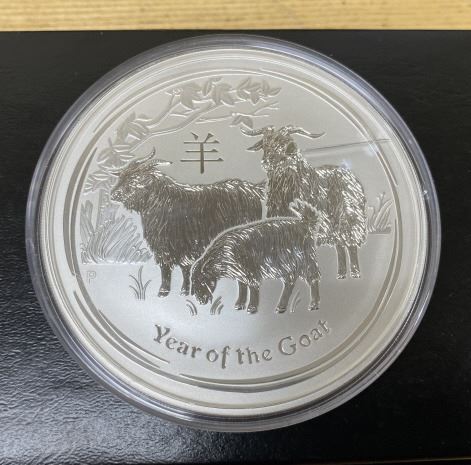 羊
P
Year of the Goat